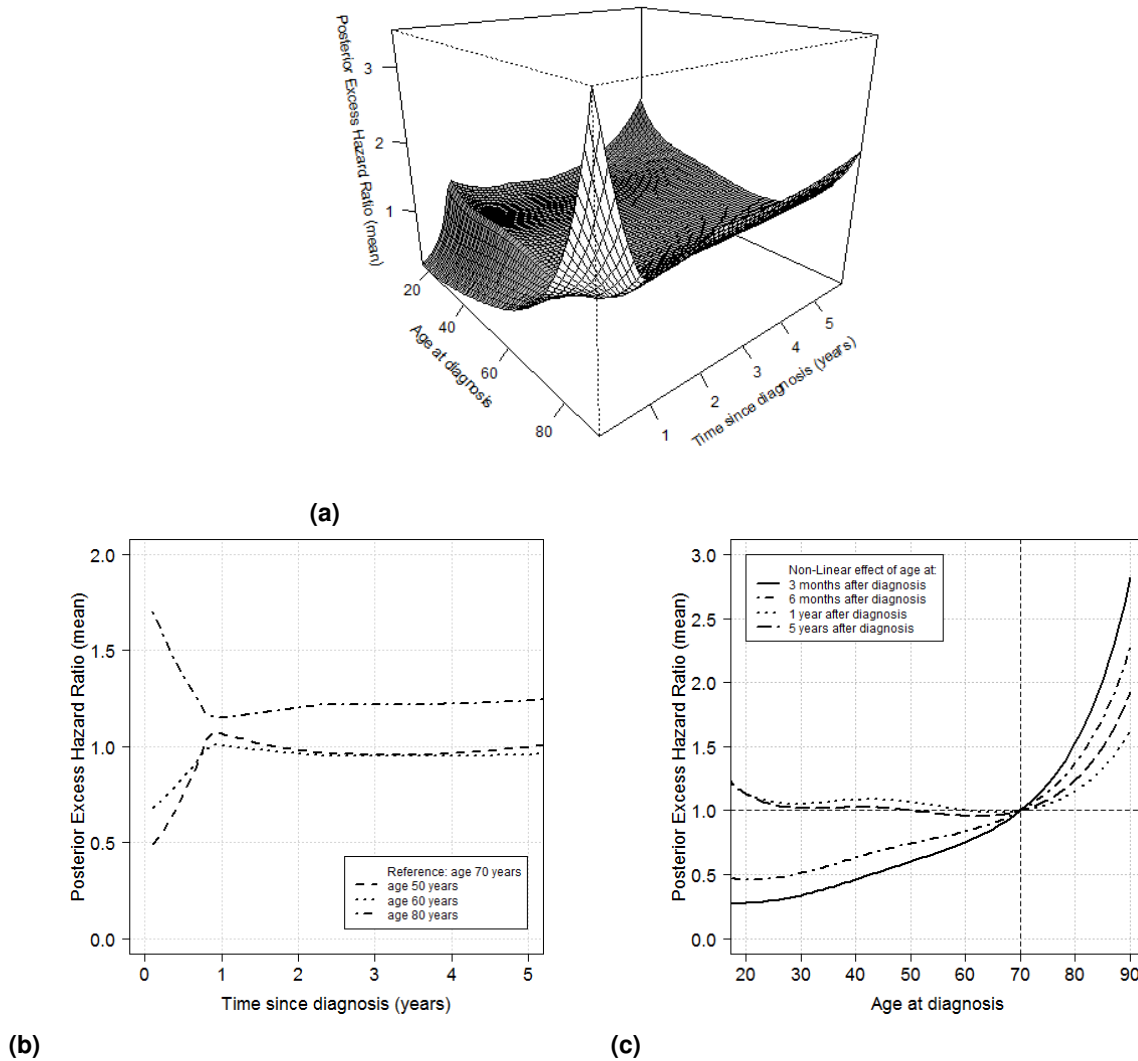 Posterior Excess Hazard Ratio (mean)
3
2
1
20
40
60
80
Age at diagnosis
1
2
3
4
5
Time since diagnosis (years)
(a)
Posterior Excess Hazard Ratio (mean)
2.0
1.5
1.0
0.5
0.0
Reference: age 70 years
age 50 years
age 60 years
age 80 years
0 1 2 3 4 5
Time since diagnosis (years)
(b)
Posterior Excess Hazard Ratio (mean)
3.0
2.5
2.0
1.5
1.0
0.5
0.0
Non-Linear effect of age at:
3 months after diagnosis
6 months after diagnosis
1 year after diagnosis
5 years after diagnosis
20 30 40 50 60 70 80 90
Age at diagnosis
(c)